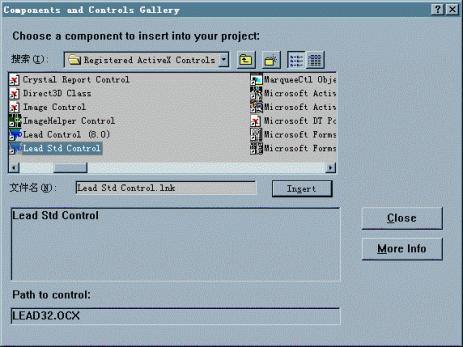 Components and Controls Gallery
Choose a component to insert into your project:
搜索(I): Registered ActiveX Controls
Crystal Report Control
Direct3D Class
Image Control
ImageHelper Control
Lead Control (8.0)
Lead Std Control
MarqueeCtl Obje
Microsoft Activ
Microsoft Activ
Microsoft DT Pc
Microsoft Forms
Microsoft Forms
文件名(N): Lead Std Control.lnk
Insert
Lead Std Control
Close
More Info
Path to control:
LEAD32.OCX